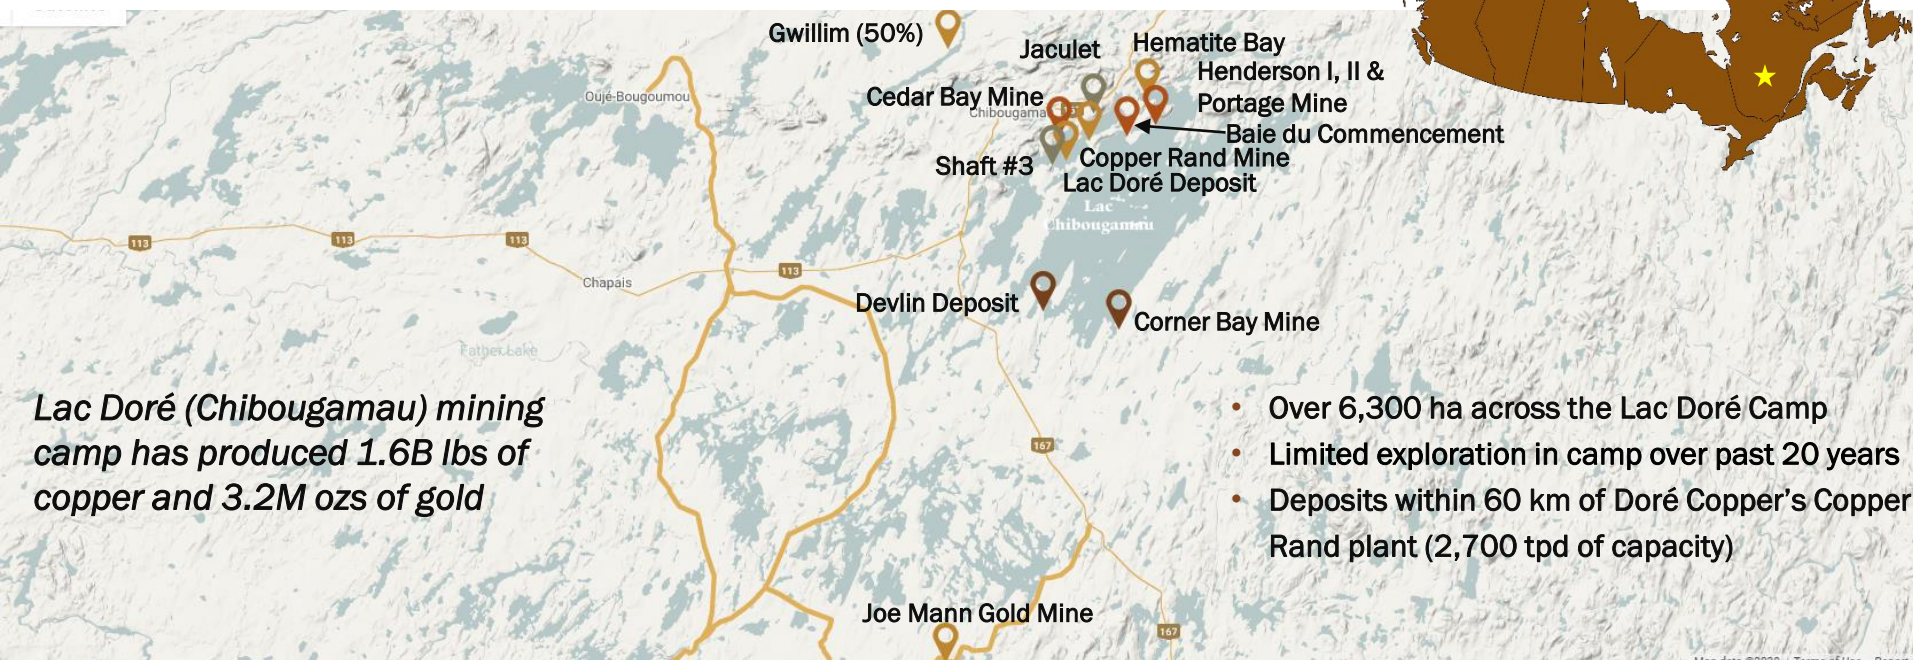 Gwillim (50%)
Jaculet
Hematite Bay
Henderson I, II &
Portage Mine
Cedar Bay Mine
Oujé-Bougoumou
Baie du Commencement
Copper Rand Mine
Shaft #3
Lac Doré Deposit
Lac
Chibougamau
113
113
113
113
Chapais
Devlin Deposit
Corner Bay Mine
Father Lake
Lac Doré (Chibougamau) mining
camp has produced 1.6B lbs of
copper and 3.2M ozs of gold
• Over 6,300 ha across the Lac Doré Camp
• Limited exploration in camp over past 20 years
• Deposits within 60 km of Doré Copper's Copper
Rand plant (2,700 tpd of capacity)
167
Joe Mann Gold Mine
167